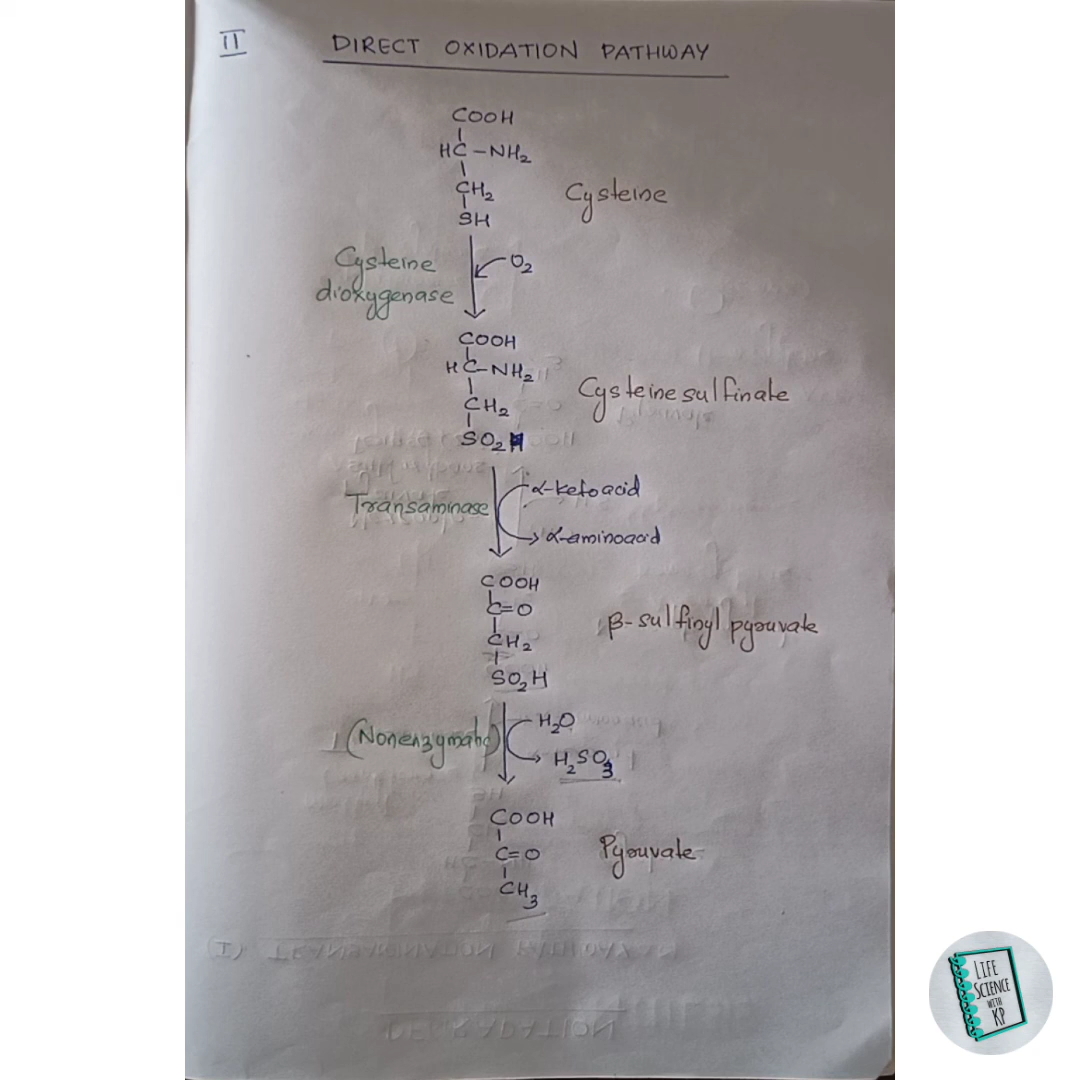 II DIRECT OXIDATION PATHWAY
COOH
HC-NH₂
CH₂
SH
Cysteine
Cysteine
dioxygenase
O₂
COOH
HC-NH₂
CH₂
SO₂H
Cysteine sulfinate
Transaminase
α-ketoacid
α-aminoacid
COOH
C=O
CH₂
SO₂H
β-sulfinyl pyruvate
(Nonenzymatic)
H₂O
H₂SO₃
COOH
C=O
CH₃
Pyruvate
LIFE
SCIENCE
WITH
KP